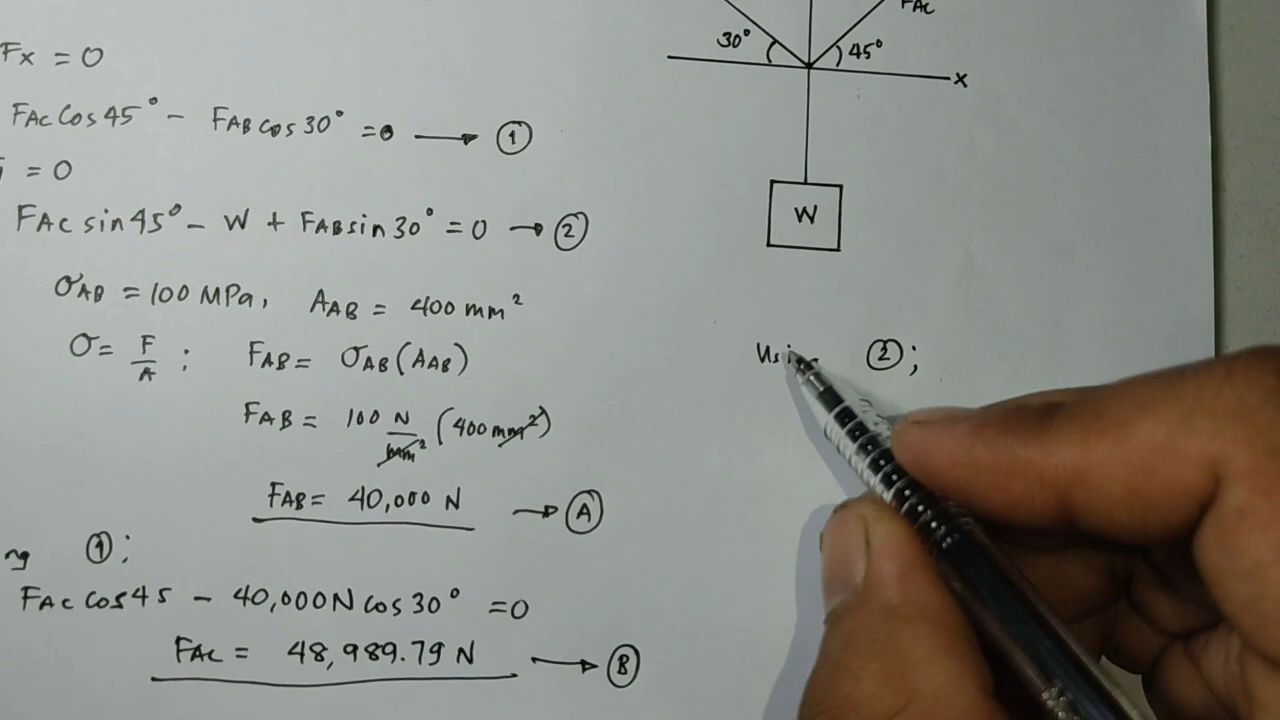 Fx = 0
FAC Cos 45° - FAB cos 30° = 0 → ①
= 0
FAC sin 45° - W + FAB sin 30° = 0 → ②
σAB = 100 MPa, AAB = 400 mm²
σ = F/A ; FAB = σAB (AAB)
FAB = 100 N/mm² (400 mm²)
FAB = 40,000 N → Ⓐ
ng ①;
FAC cos 45 - 40,000N cos 30° = 0
FAC = 48,989.79 N → Ⓑ
FAC
30° 45°
x
W
②;